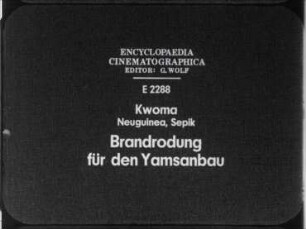 ENCYCLOPAEDIA
CINEMATOGRAPHICA
EDITOR: G. WOLF
E 2288
Kwoma
Neuguinea, Sepik
Brandrodung
für den Yamsanbau